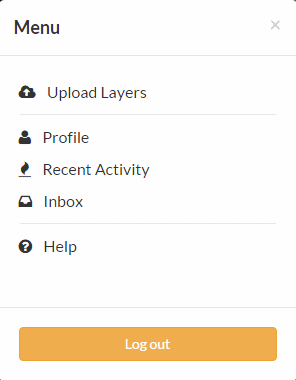 Menu
Upload Layers
Profile
Recent Activity
Inbox
Help
Log out